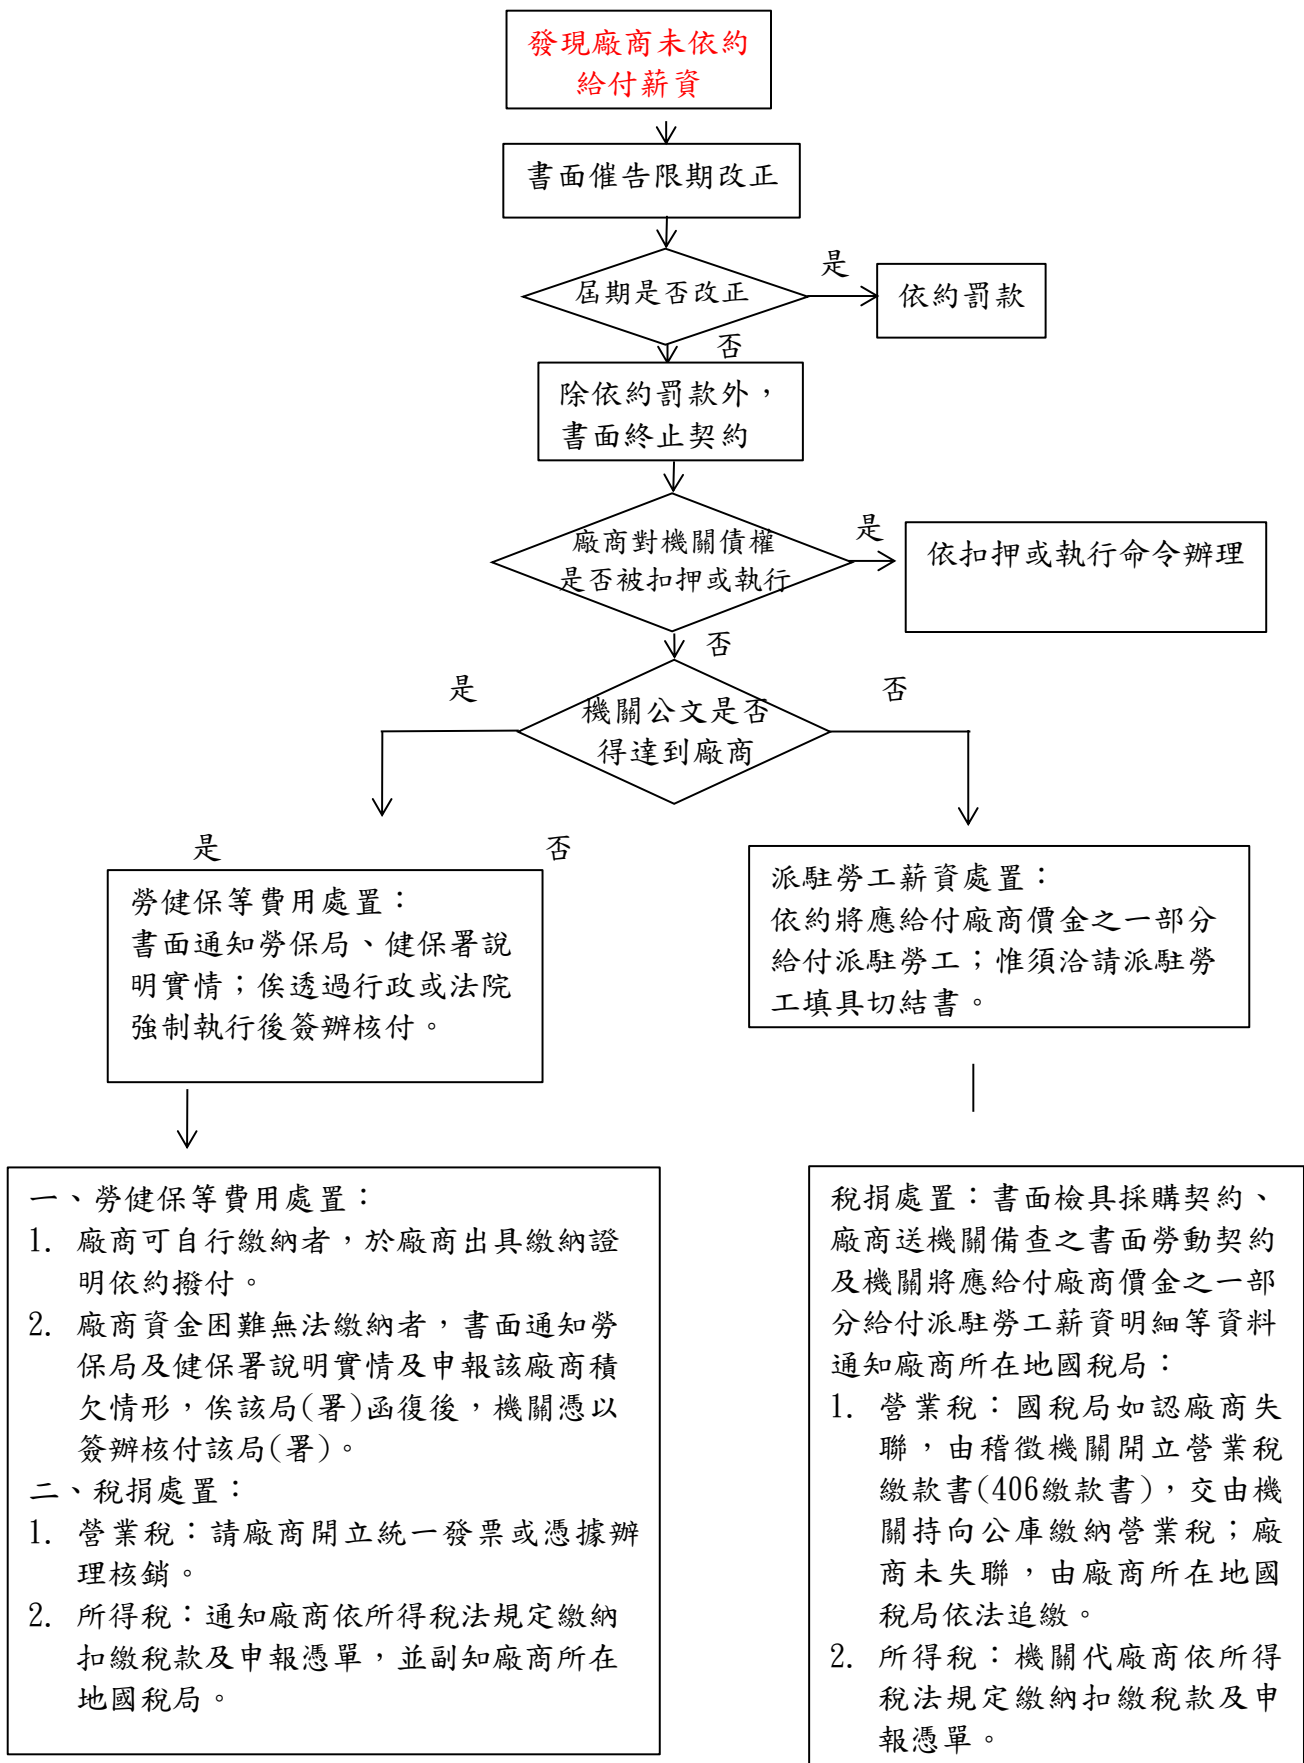 發現廠商未依約
給付薪資
書面催告限期改正
屆期是否改正
是
依約罰款
否
除依約罰款外，
書面終止契約
廠商對機關債權
是否被扣押或執行
是
依扣押或執行命令辦理
否
機關公文是否
得達到廠商
是
否
是
否
勞健保等費用處置：
書面通知勞保局、健保署說
明實情；俟透過行政或法院
強制執行後簽辦核付。
派駐勞工薪資處置：
依約將應給付廠商價金之一部分
給付派駐勞工；惟須洽請派駐勞
工填具切結書。
一、勞健保等費用處置：
1. 廠商可自行繳納者，於廠商出具繳納證
明依約撥付。
2. 廠商資金困難無法繳納者，書面通知勞
保局及健保署說明實情及申報該廠商積
欠情形，俟該局(署)函復後，機關憑以
簽辦核付該局(署)。
二、稅捐處置：
1. 營業稅：請廠商開立統一發票或憑據辦
理核銷。
2. 所得稅：通知廠商依所得稅法規定繳納
扣繳稅款及申報憑單，並副知廠商所在
地國稅局。
稅捐處置：書面檢具採購契約、
廠商送機關備查之書面勞動契約
及機關將應給付廠商價金之一部
分給付派駐勞工薪資明細等資料
通知廠商所在地國稅局：
1. 營業稅：國稅局如認廠商失
聯，由稽徵機關開立營業稅
繳款書(406繳款書)，交由機
關持向公庫繳納營業稅；廠
商未失聯，由廠商所在地國
稅局依法追繳。
2. 所得稅：機關代廠商依所得
稅法規定繳納扣繳稅款及申
報憑單。